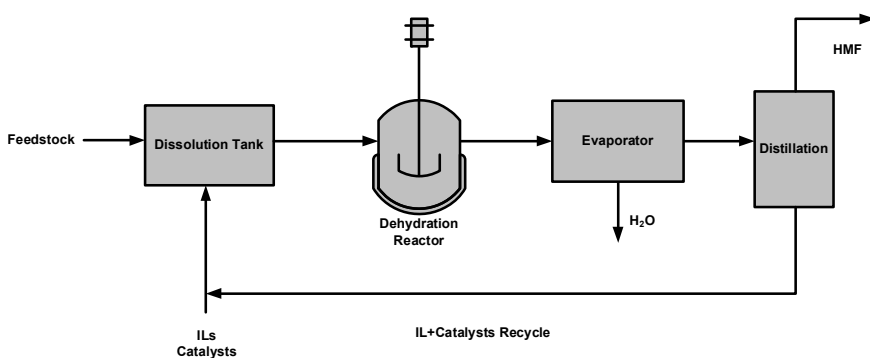 HMF
Feedstock
Dissolution Tank
Evaporator
Distillation
Dehydration
Reactor
H₂O
ILs
Catalysts
IL+Catalysts Recycle